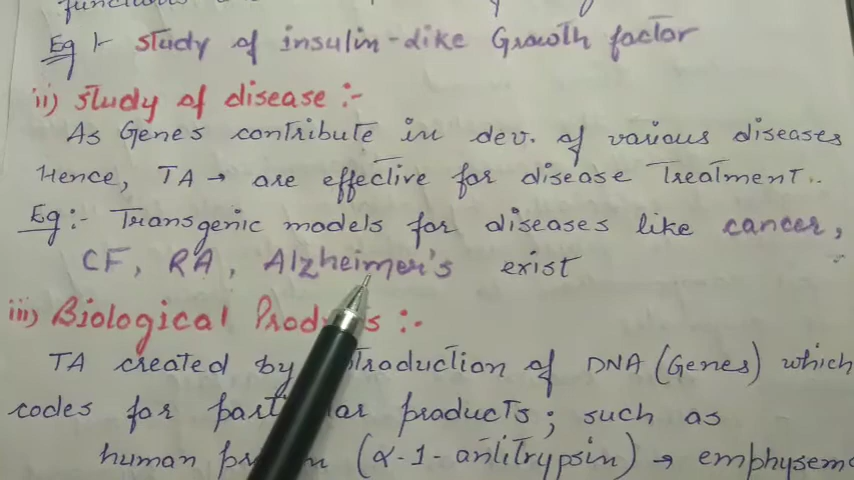 Eg :- Study of insulin-like Growth factor
ii) Study of disease :-
As Genes contribute in dev. of various diseases
Hence, TA → are effective for disease Treatment..
Eg:- Transgenic models for diseases like cancer,
CF, RA, Alzheimer's exist
iii) Biological :-
TA created by of DNA (Genes) which
codes for products; such as
human (α-1-antitrypsin) →